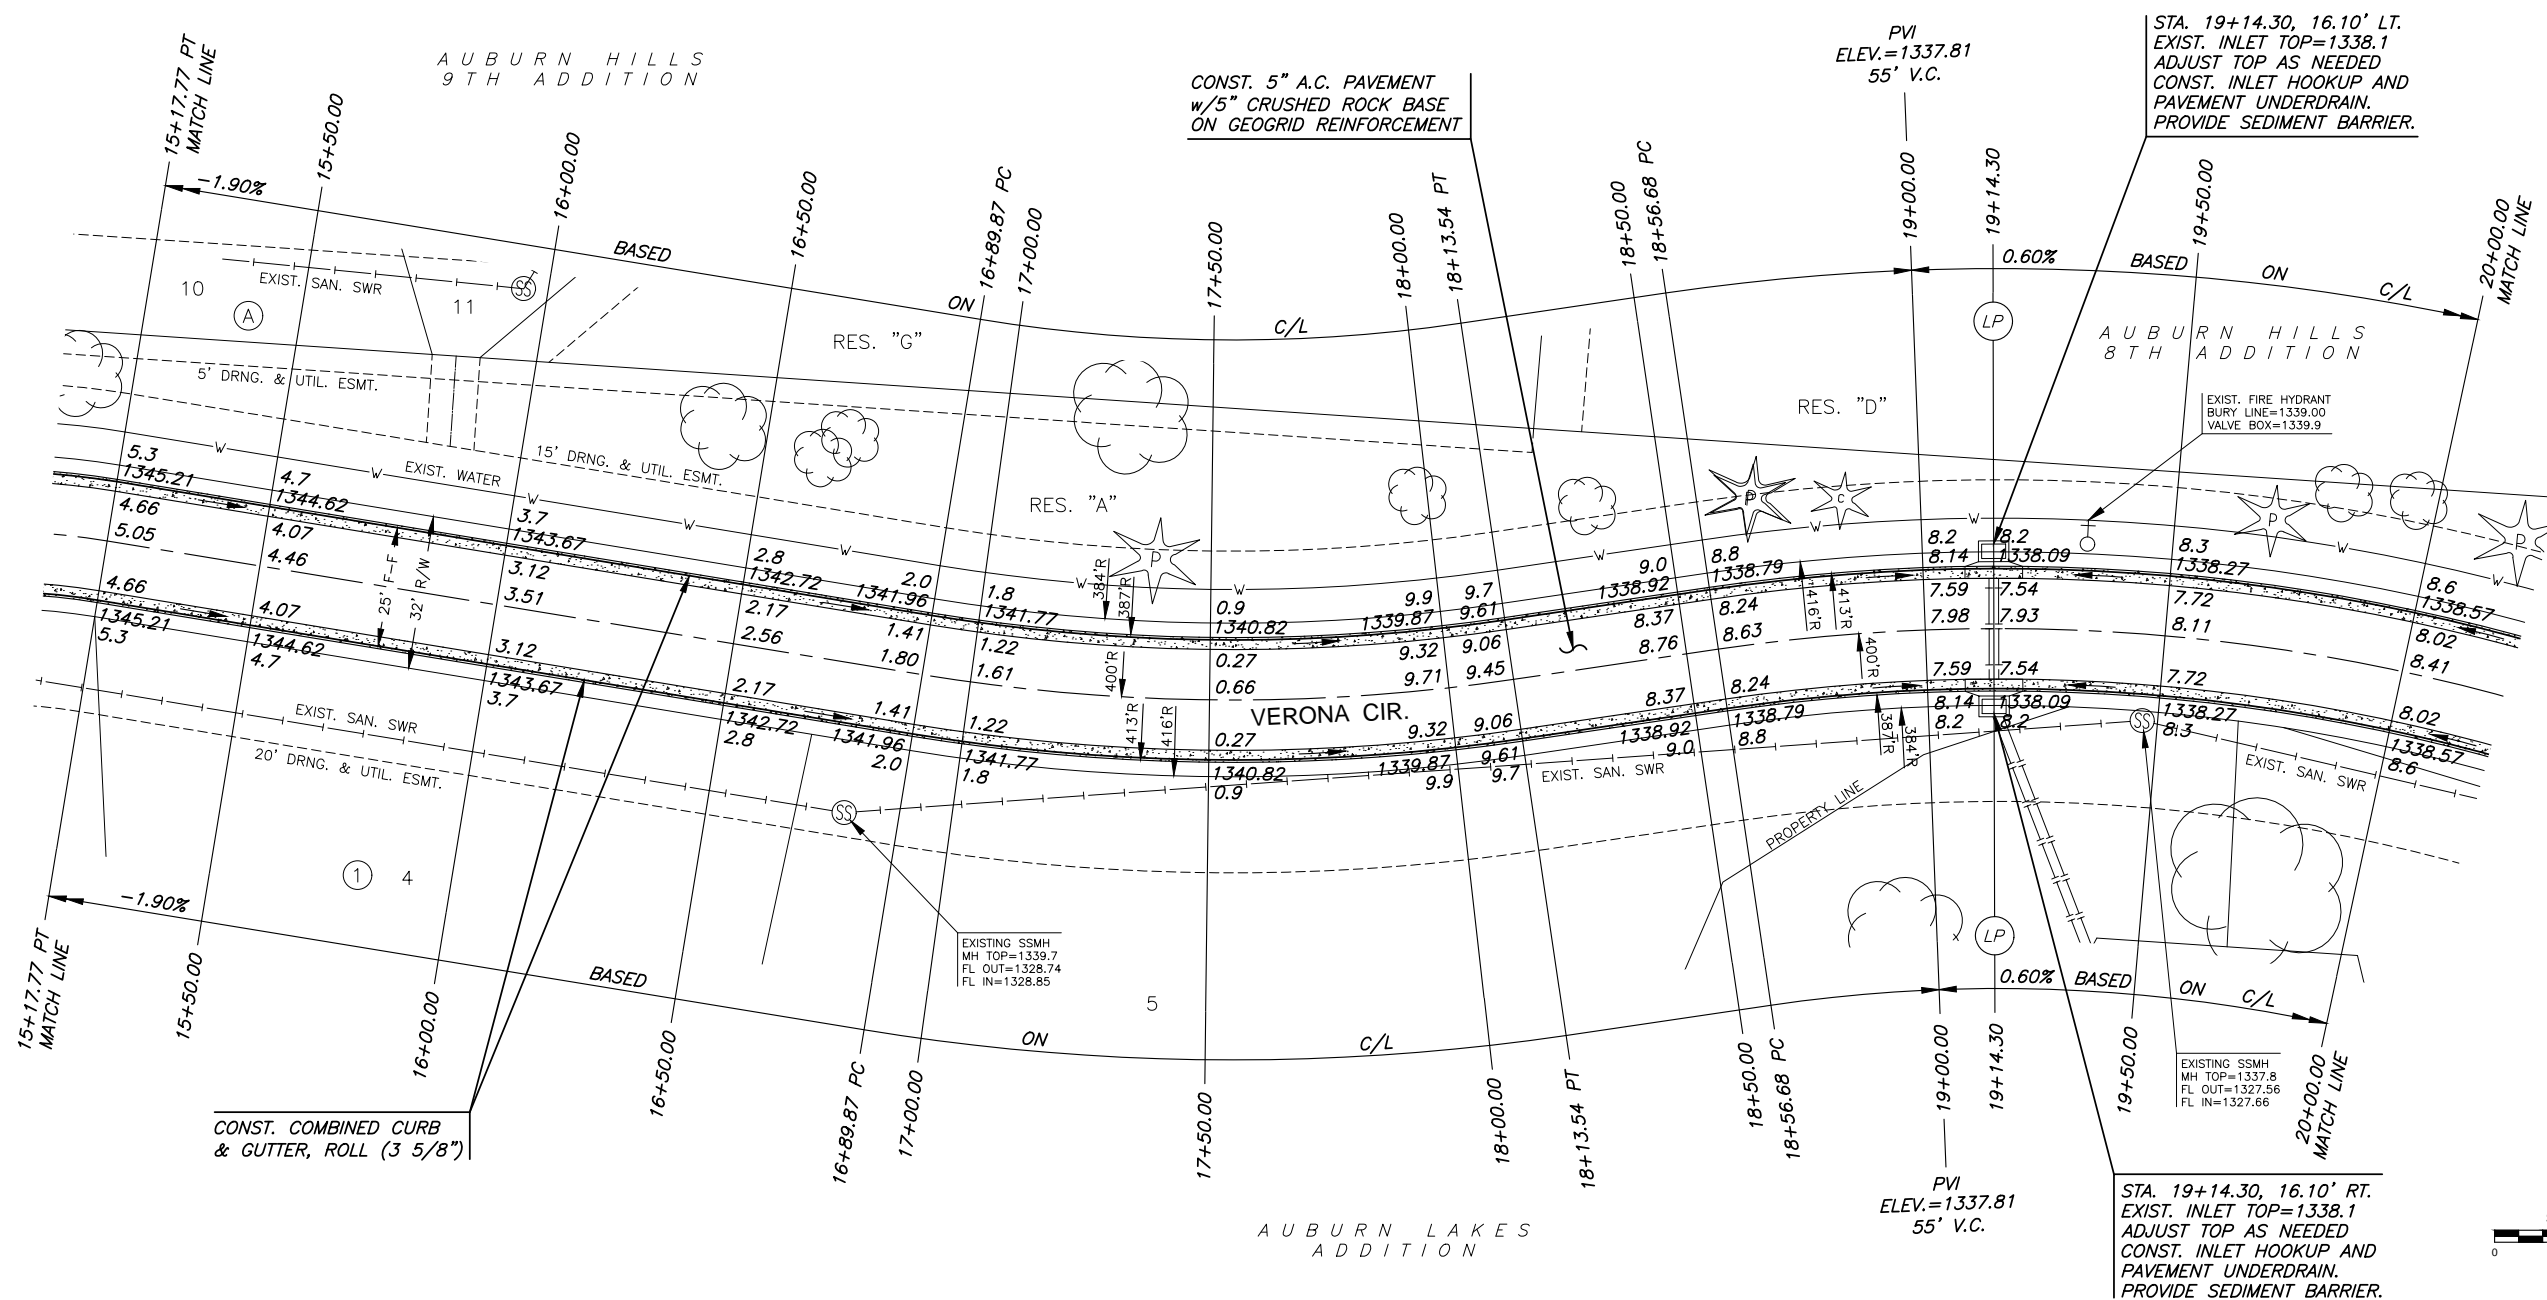 AUBURN HILLS
9TH ADDITION
CONST. 5" A.C. PAVEMENT
w/5" CRUSHED ROCK BASE
ON GEOGRID REINFORCEMENT
PVI
ELEV.=1337.81
55' V.C.
STA. 19+14.30, 16.10' LT.
EXIST. INLET TOP=1338.1
ADJUST TOP AS NEEDED
CONST. INLET HOOKUP AND
PAVEMENT UNDERDRAIN.
PROVIDE SEDIMENT BARRIER.
15+17.77 PT
MATCH LINE
15+50.00
16+00.00
16+50.00
16+89.87 PC
17+00.00
17+50.00
18+00.00
18+13.54 PT
18+50.00
18+56.68 PC
19+00.00
19+14.30
19+50.00
20+00.00
MATCH LINE
-1.90%
BASED
ON
C/L
0.60%
BASED
ON
C/L
LP
10
A
EXIST. SAN. SWR
SS
11
RES. "G"
AUBURN HILLS
8TH ADDITION
5' DRNG. & UTIL. ESMT.
RES. "D"
EXIST. FIRE HYDRANT
BURY LINE=1339.00
VALVE BOX=1339.9
15' DRNG. & UTIL. ESMT.
EXIST. WATER
W
W
W
W
W
W
W
W
W
W
W
W
RES. "A"
P
P
C
P
P
5.3
1345.21
4.66
5.05
4.66
1345.21
5.3
4.7
1344.62
4.07
4.46
4.07
1344.62
4.7
25' F-F
32' R/W
3.7
1343.67
3.12
3.51
3.12
1343.67
3.7
2.8
1342.72
2.17
2.56
2.17
1342.72
2.8
2.0
1341.96
1.41
1.80
1.41
1341.96
2.0
1.8
1341.77
1.22
1.61
1.22
1341.77
1.8
384'R
387'R
400'R
413'R
416'R
0.9
1340.82
0.27
0.66
VERONA CIR.
0.27
1340.82
0.9
9.9
1339.87
9.32
9.71
9.32
1339.87
9.9
9.7
9.61
9.06
9.45
9.06
9.61
9.7
9.0
1338.92
8.37
8.76
8.37
1338.92
9.0
8.8
1338.79
8.24
8.63
8.24
1338.79
8.8
416'R
413'R
400'R
387'R
384'R
8.2
8.14
7.59
7.98
7.59
8.14
8.2
8.2
1338.09
7.54
7.93
7.54
1338.09
8.2
8.3
1338.27
7.72
8.11
7.72
1338.27
8.3
8.6
1338.57
8.02
8.41
8.02
1338.57
8.6
EXIST. SAN. SWR
20' DRNG. & UTIL. ESMT.
SS
EXIST. SAN. SWR
SS
EXIST. SAN. SWR
PROPERTY LINE
1
4
5
EXISTING SSMH
MH TOP=1339.7
FL OUT=1328.74
FL IN=1328.85
LP
-1.90%
BASED
ON
C/L
0.60%
BASED
ON
C/L
EXISTING SSMH
MH TOP=1337.8
FL OUT=1327.56
FL IN=1327.66
15+17.77 PT
MATCH LINE
15+50.00
16+00.00
16+50.00
16+89.87 PC
17+00.00
17+50.00
18+00.00
18+13.54 PT
18+50.00
18+56.68 PC
19+00.00
19+14.30
19+50.00
20+00.00
MATCH LINE
CONST. COMBINED CURB
& GUTTER, ROLL (3 5/8")
PVI
ELEV.=1337.81
55' V.C.
AUBURN LAKES
ADDITION
STA. 19+14.30, 16.10' RT.
EXIST. INLET TOP=1338.1
ADJUST TOP AS NEEDED
CONST. INLET HOOKUP AND
PAVEMENT UNDERDRAIN.
PROVIDE SEDIMENT BARRIER.
0